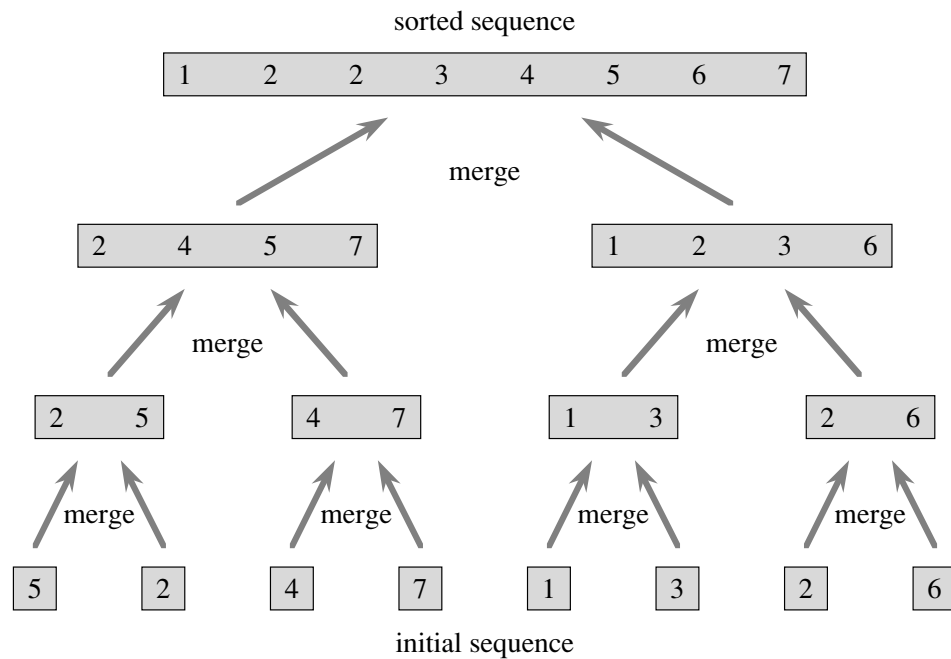 sorted sequence
1 2 2 3 4 5 6 7
merge
2 4 5 7 1 2 3 6
merge merge
2 5 4 7 1 3 2 6
merge merge merge merge
5 2 4 7 1 3 2 6
initial sequence